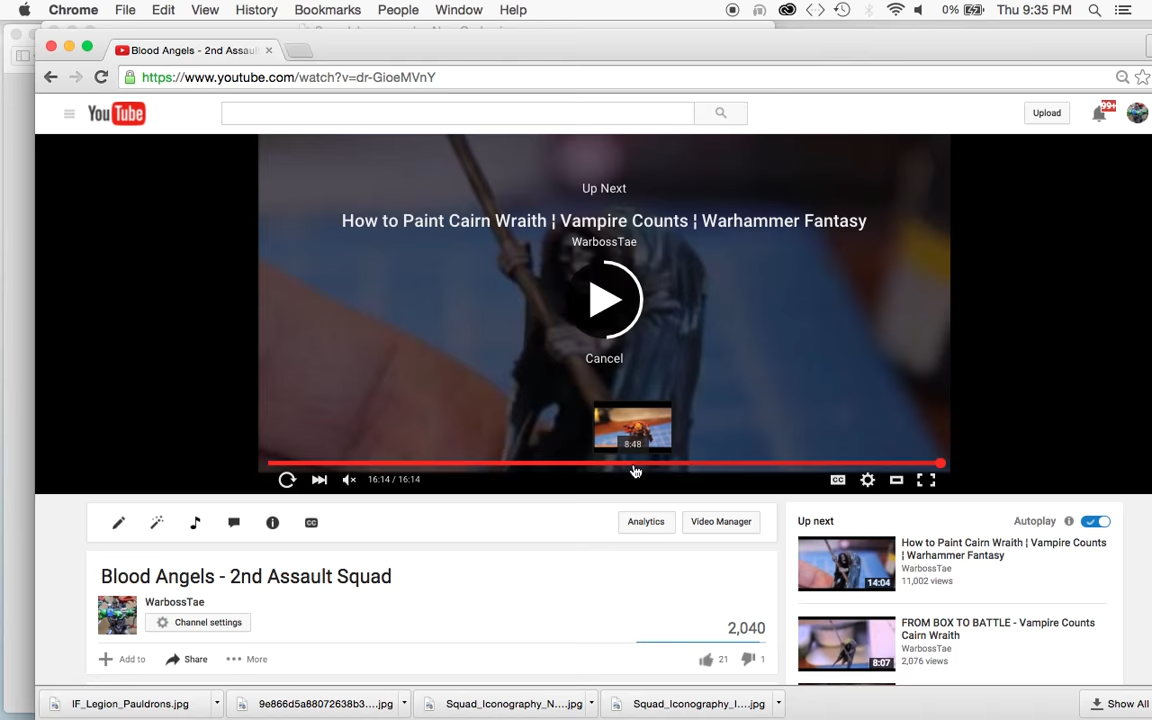 Chrome File Edit View History Bookmarks People Window Help 0% Thu 9:35 PM
Blood Angels - 2nd Assaul
https://www.youtube.com/watch?v=dr-GioeMVnY
YouTube
Upload
99+
Up Next
How to Paint Cairn Wraith ¦ Vampire Counts ¦ Warhammer Fantasy
WarbossTae
Cancel
8:48
16:14 / 16:14
CC
Analytics
Video Manager
Blood Angels - 2nd Assault Squad
WarbossTae
Channel settings
2,040
Add to
Share
More
21
1
Up next
Autoplay
How to Paint Cairn Wraith ¦ Vampire Counts
¦ Warhammer Fantasy
WarbossTae
11,002 views
14:04
FROM BOX TO BATTLE - Vampire Counts
Cairn Wraith
WarbossTae
2,076 views
8:07
IF_Legion_Pauldrons.jpg
9e866d5a88072638b3....jpg
Squad_Iconography_N....jpg
Squad_Iconography_I....jpg
Show All